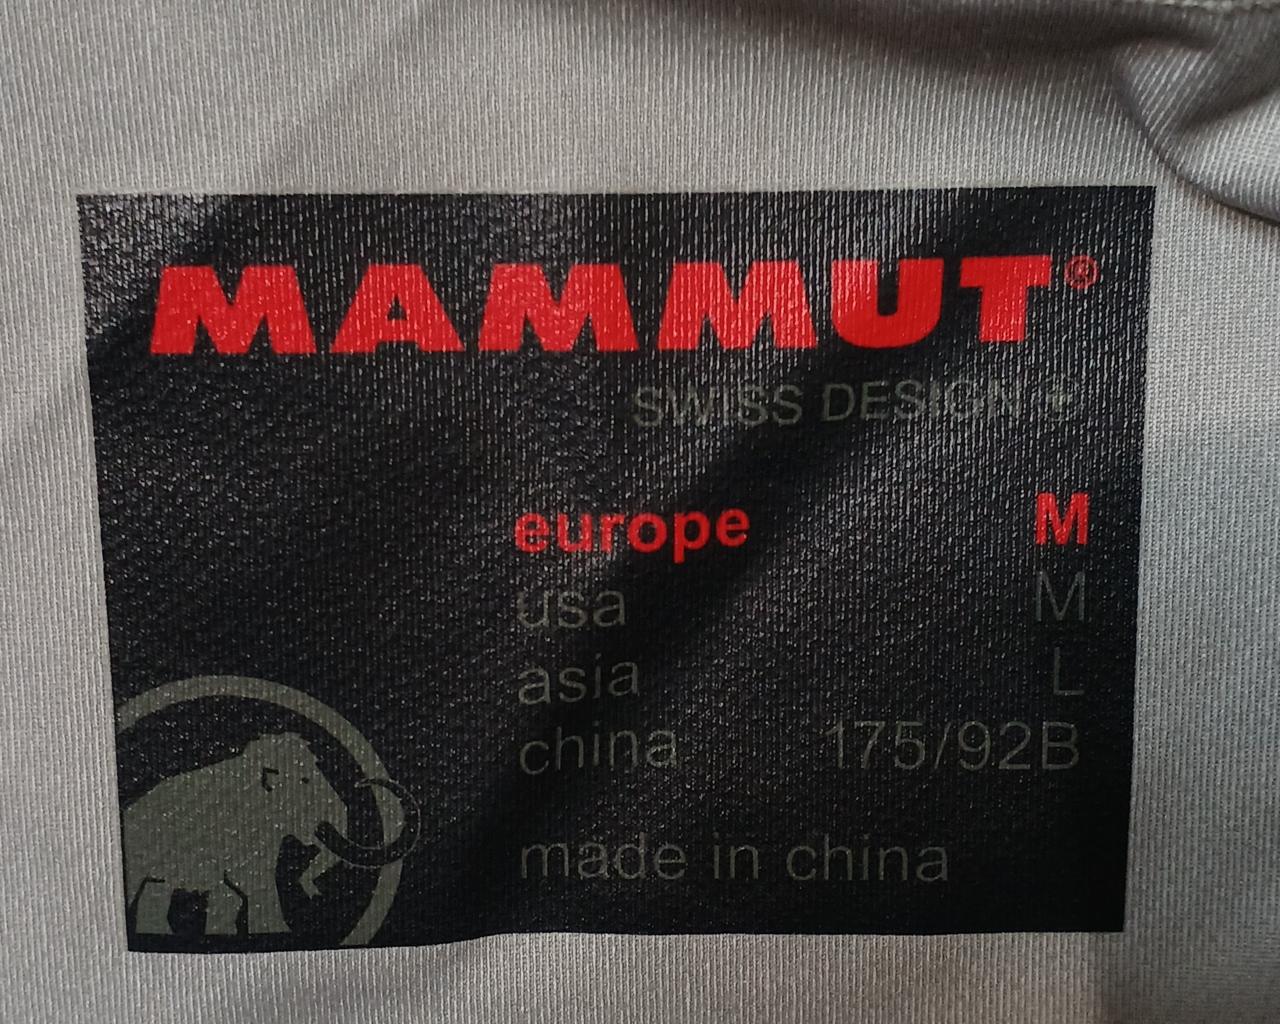 MAMMUT®
SWISS DESIGN
europe M
usa M
asia L
china 175/92B
made in china